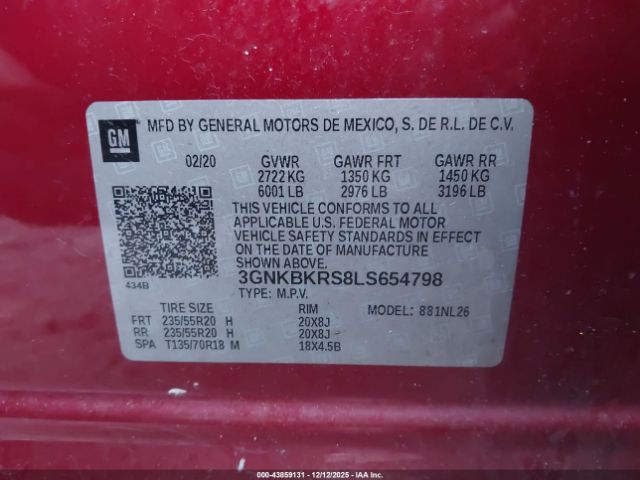 GM
MFD BY GENERAL MOTORS DE MEXICO, S. DE R.L. DE C.V.
02/20 GVWR GAWR FRT GAWR RR
2722 KG 1350 KG 1450 KG
6001 LB 2976 LB 3196 LB
THIS VEHICLE CONFORMS TO ALL
APPLICABLE U.S. FEDERAL MOTOR
VEHICLE SAFETY STANDARDS IN EFFECT
ON THE DATE OF MANUFACTURE
SHOWN ABOVE.
434B 3GNKBKRS8LS654798
TYPE: M.P.V.
TIRE SIZE RIM MODEL: 881NL26
FRT 235/55R20 H 20X8J
RR 235/55R20 H 20X8J
SPA T135/70R18 M 18X4.5B
000-43859131 - 12/12/2025 - IAAI.com